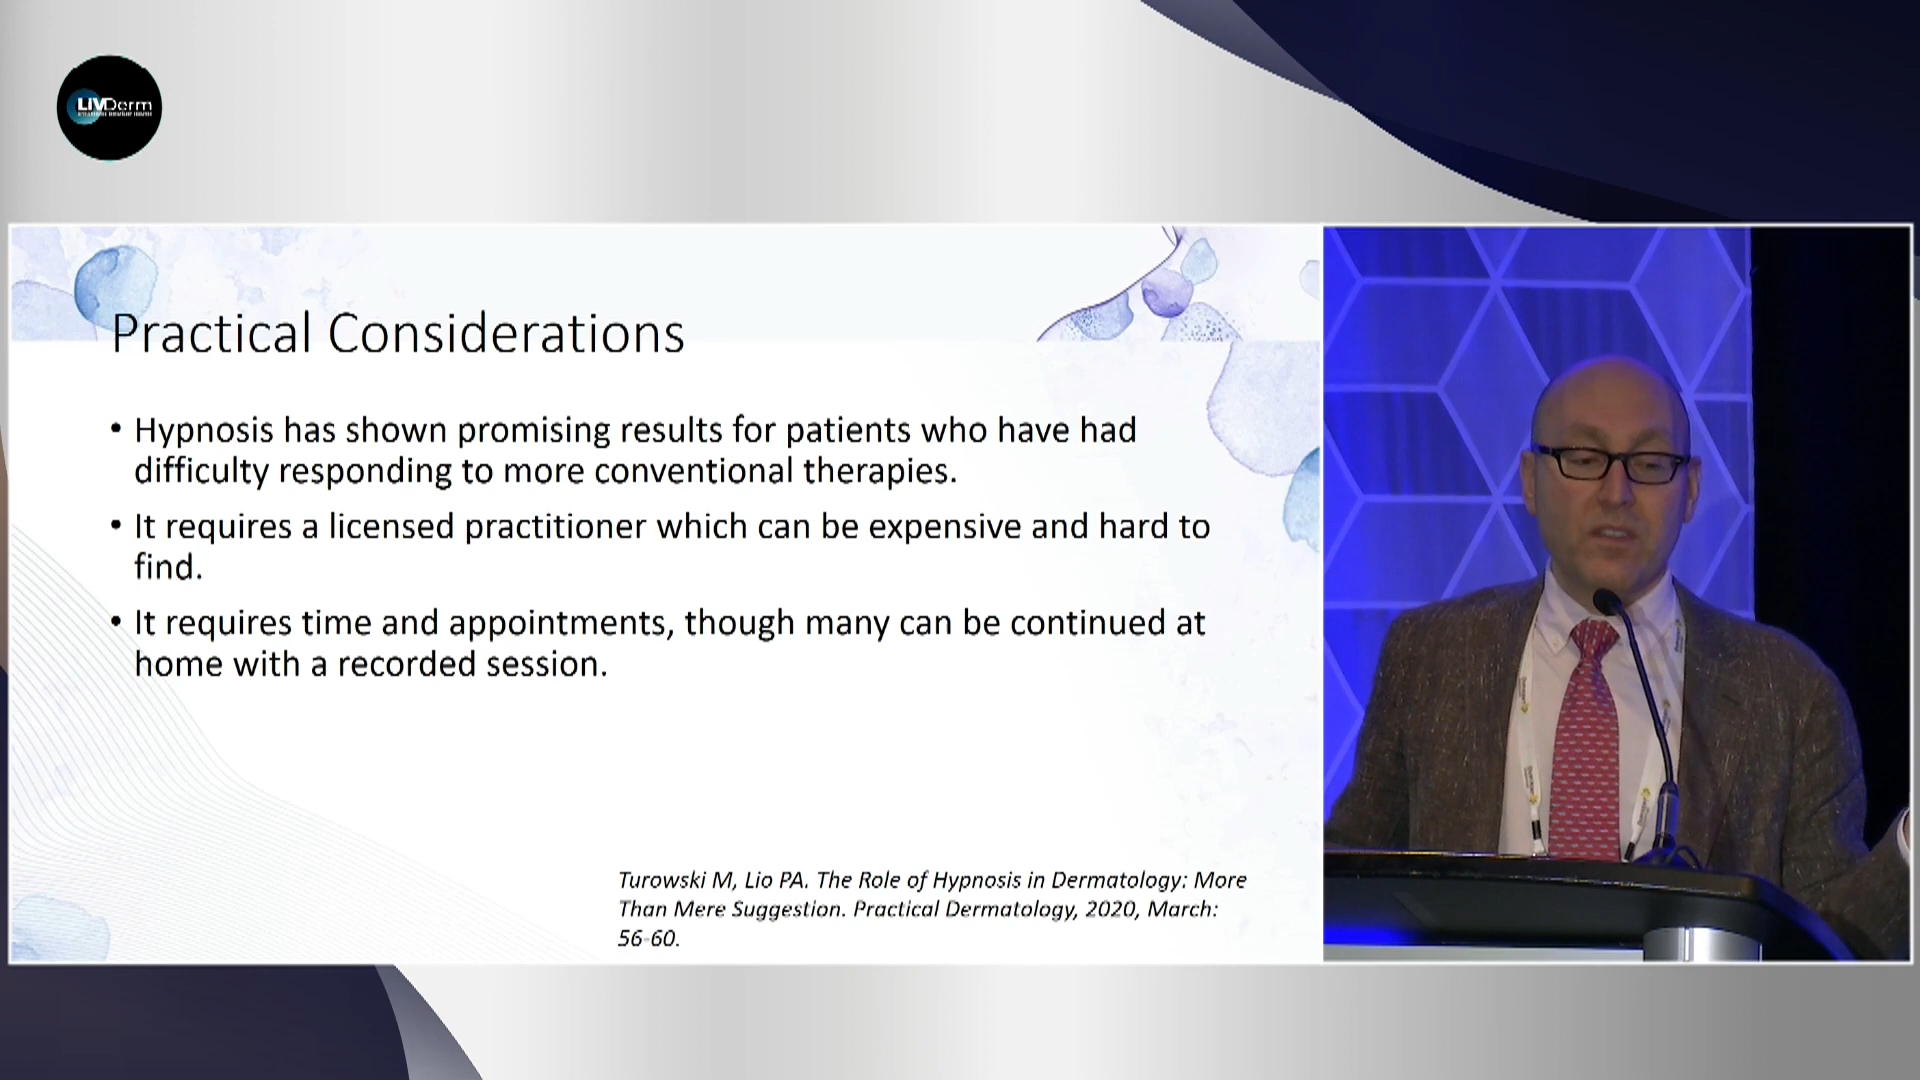 LIVDerm
Practical Considerations
• Hypnosis has shown promising results for patients who have had
difficulty responding to more conventional therapies.
• It requires a licensed practitioner which can be expensive and hard to
find.
• It requires time and appointments, though many can be continued at
home with a recorded session.
Turowski M, Lio PA. The Role of Hypnosis in Dermatology: More
Than Mere Suggestion. Practical Dermatology, 2020, March:
56-60.